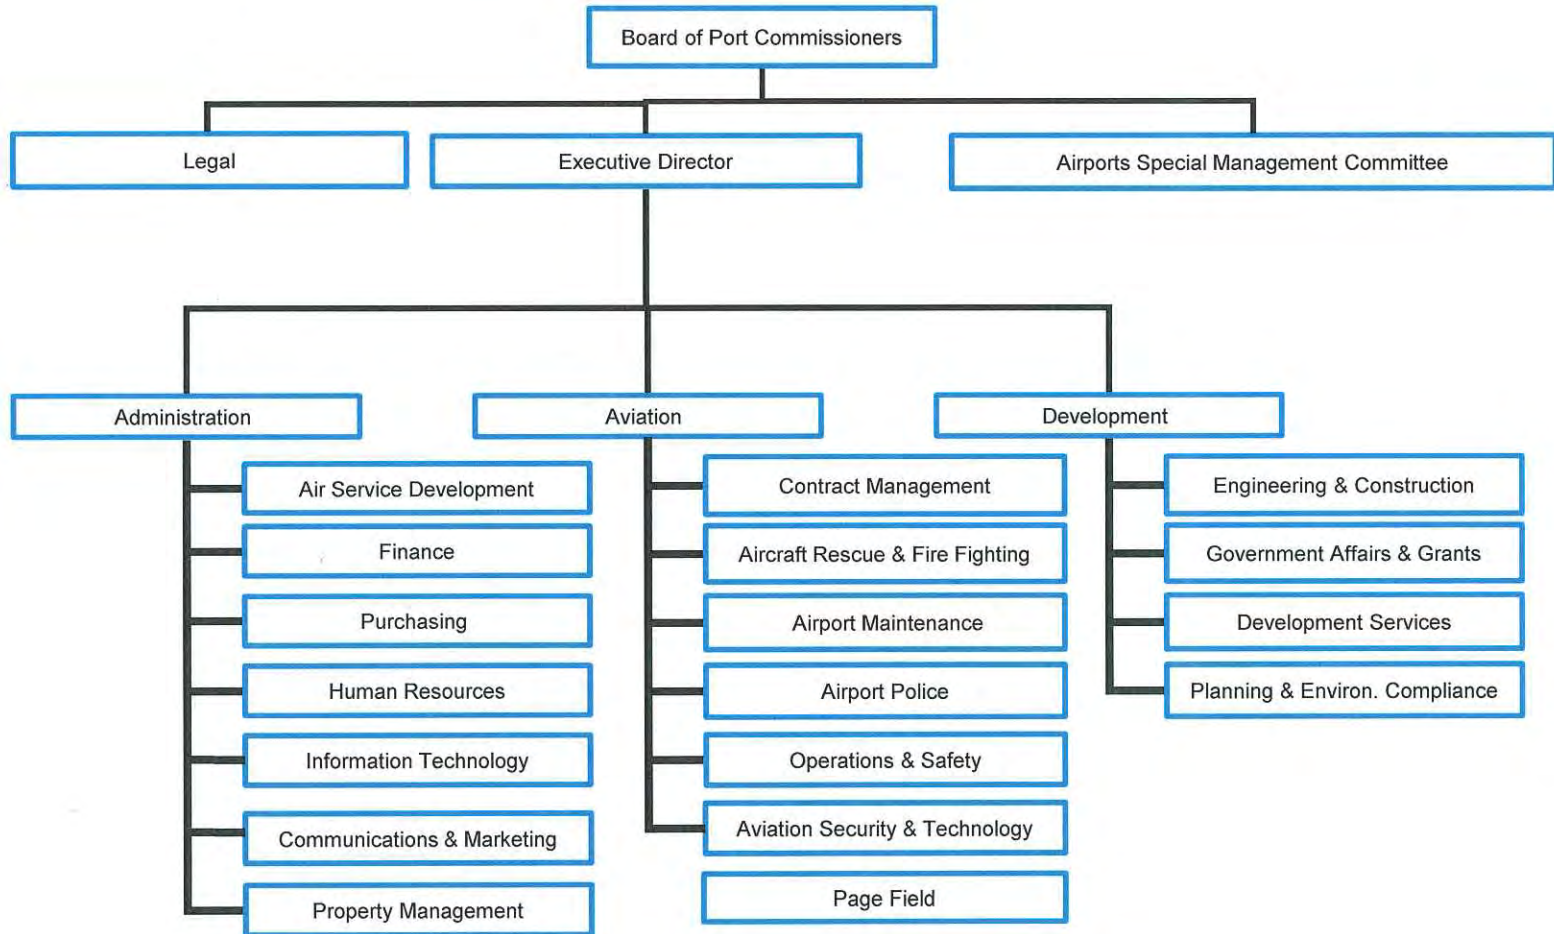 Board of Port Commissioners
Legal
Executive Director
Airports Special Management Committee
Administration
Air Service Development
Finance
Purchasing
Human Resources
Information Technology
Communications & Marketing
Property Management
Aviation
Contract Management
Aircraft Rescue & Fire Fighting
Airport Maintenance
Airport Police
Operations & Safety
Aviation Security & Technology
Page Field
Development
Engineering & Construction
Government Affairs & Grants
Development Services
Planning & Environ. Compliance